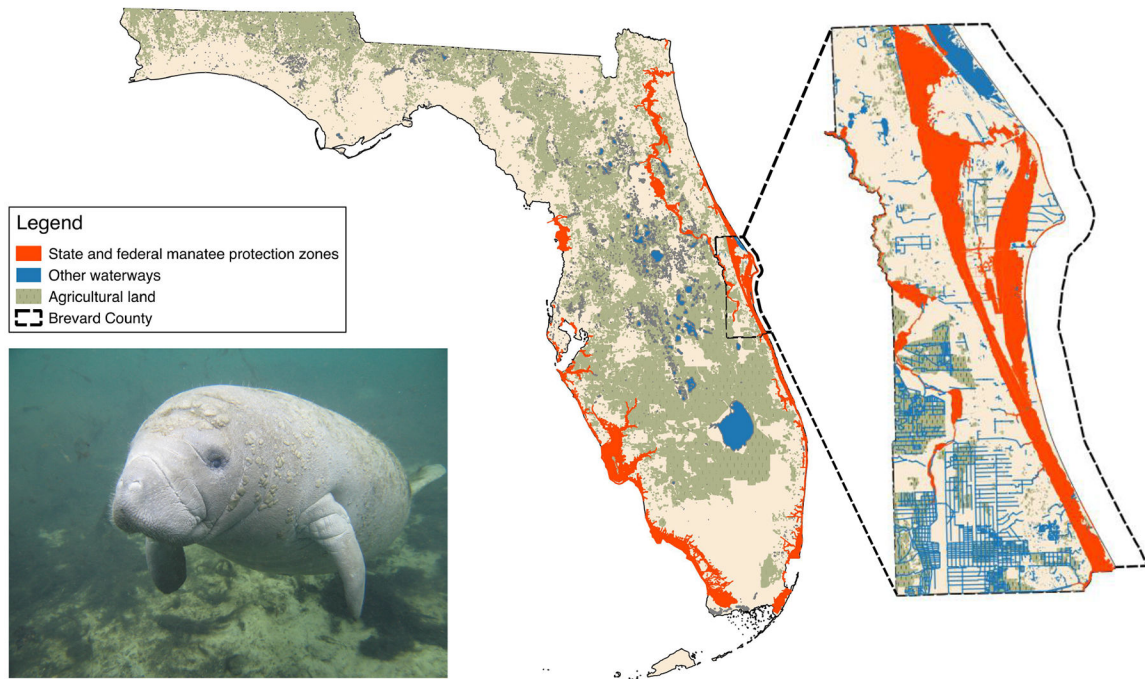 Legend
State and federal manatee protection zones
Other waterways
Agricultural land
Brevard County